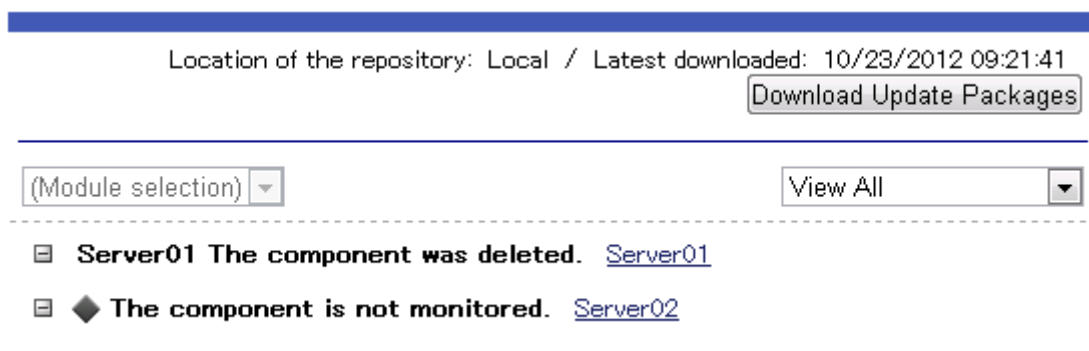 Location of the repository: Local / Latest downloaded: 10/23/2012 09:21:41
Download Update Packages
(Module selection) View All
Server01 The component was deleted. Server01
The component is not monitored. Server02